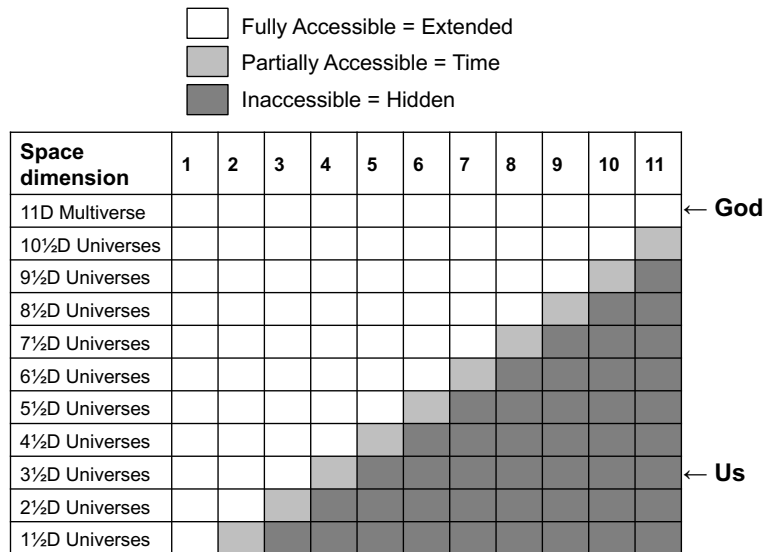 Fully Accessible = Extended
Partially Accessible = Time
Inaccessible = Hidden
Space dimension 1 2 3 4 5 6 7 8 9 10 11
11D Multiverse ← God
10½D Universes
9½D Universes
8½D Universes
7½D Universes
6½D Universes
5½D Universes
4½D Universes
3½D Universes ← Us
2½D Universes
1½D Universes